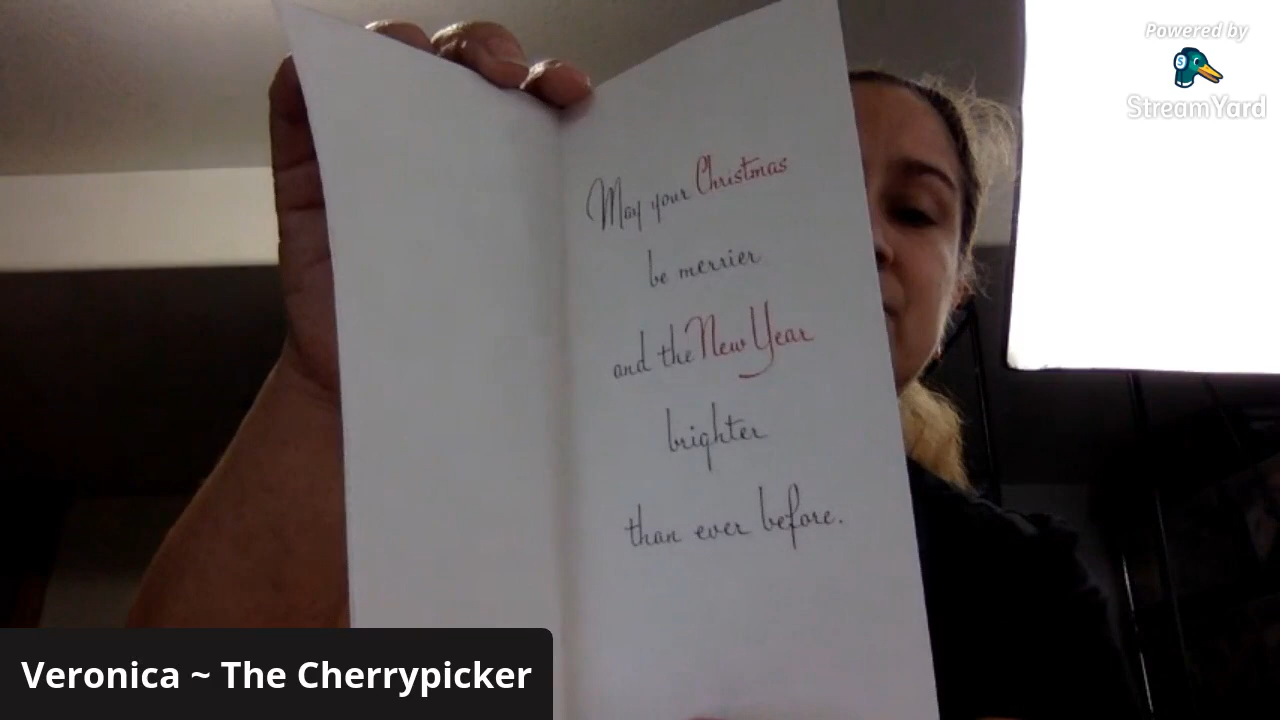 Powered by
StreamYard
May your Christmas
be merrier
and the New Year
brighter
than ever before.
Veronica ~ The Cherrypicker